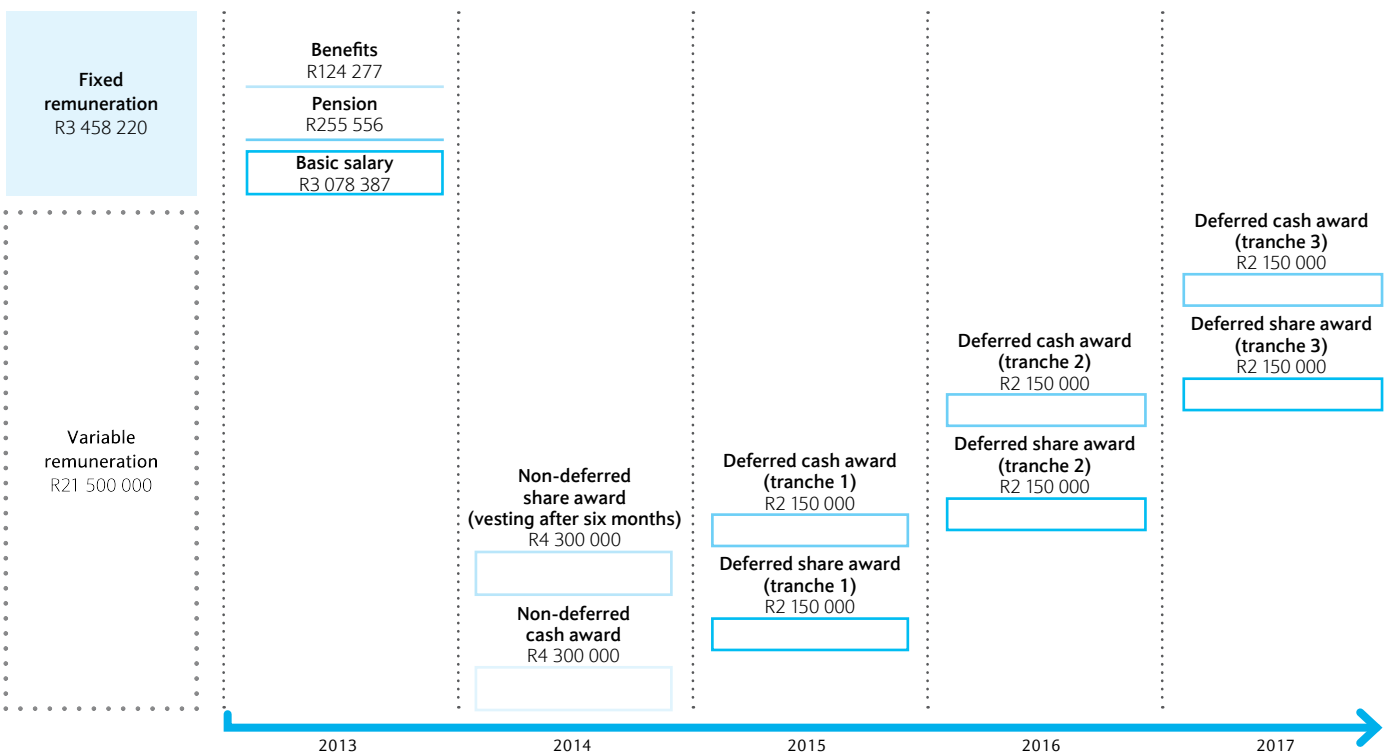 Fixed
remuneration
R3 458 220
Benefits
R124 277
Pension
R255 556
Basic salary
R3 078 387
Variable
remuneration
R21 500 000
Non-deferred
share award
(vesting after six months)
R4 300 000
Non-deferred
cash award
R4 300 000
Deferred cash award
(tranche 1)
R2 150 000
Deferred share award
(tranche 1)
R2 150 000
Deferred cash award
(tranche 2)
R2 150 000
Deferred share award
(tranche 2)
R2 150 000
Deferred cash award
(tranche 3)
R2 150 000
Deferred share award
(tranche 3)
R2 150 000
2013
2014
2015
2016
2017